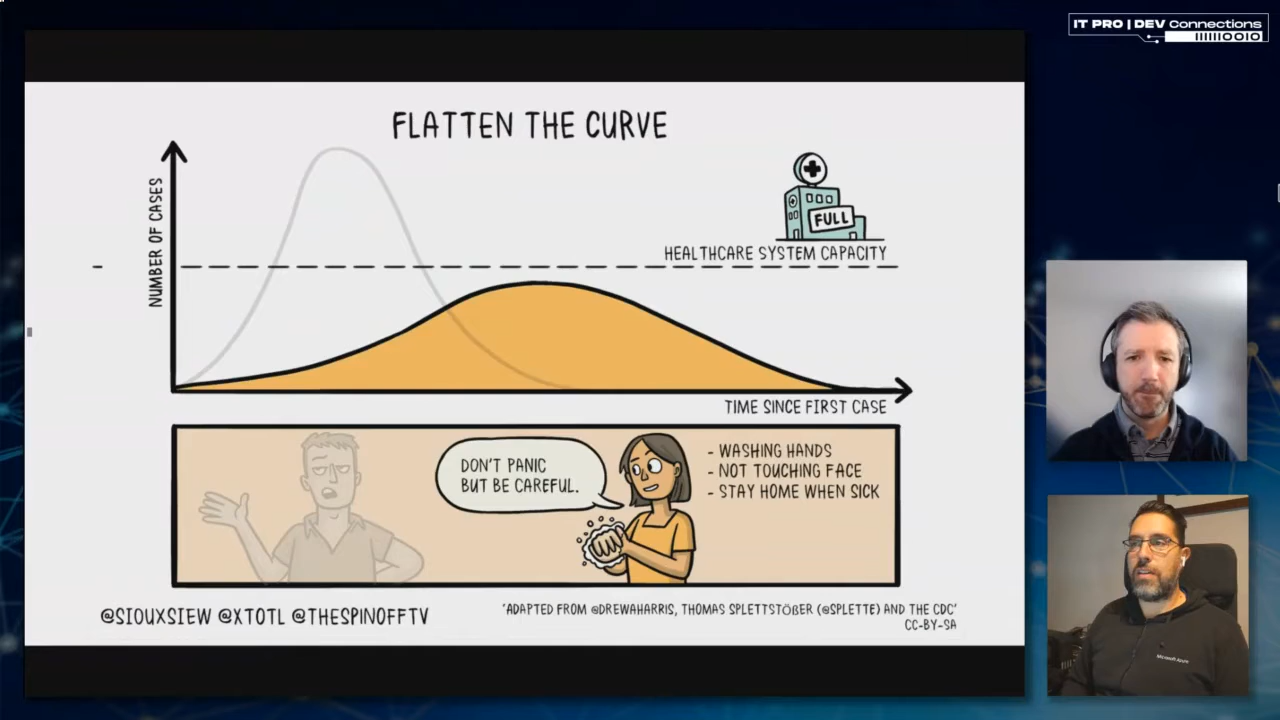 IT PRO | DEV Connections
FLATTEN THE CURVE
NUMBER OF CASES
FULL
HEALTHCARE SYSTEM CAPACITY
TIME SINCE FIRST CASE
DON'T PANIC
BUT BE CAREFUL.
- WASHING HANDS
- NOT TOUCHING FACE
- STAY HOME WHEN SICK
@SIOUXSIEW @XTOTL @THESPINOFFTV
'ADAPTED FROM @DREWAHARRIS, THOMAS SPLETTSTÖßER (@SPLETTE) AND THE CDC'
CC-BY-SA
Microsoft Azure